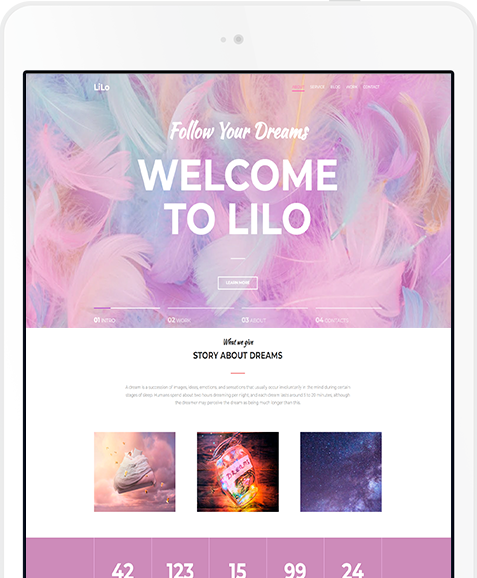 LiLo
ABOUT SERVICE BLOG WORK CONTACT
Follow Your Dreams
WELCOME
TO LILO
LEARN MORE
01 INTRO 02 WORK 03 ABOUT 04 CONTACTS
What we give
STORY ABOUT DREAMS
A dream is a succession of images, ideas, emotions, and sensations that usually occur involuntarily in the mind during certain
stages of sleep. Humans spend about two hours dreaming per night, and each dream lasts around 5 to 20 minutes, although
the dreamer may perceive the dream as being much longer than this.
DREAM
42 123 15 99 24